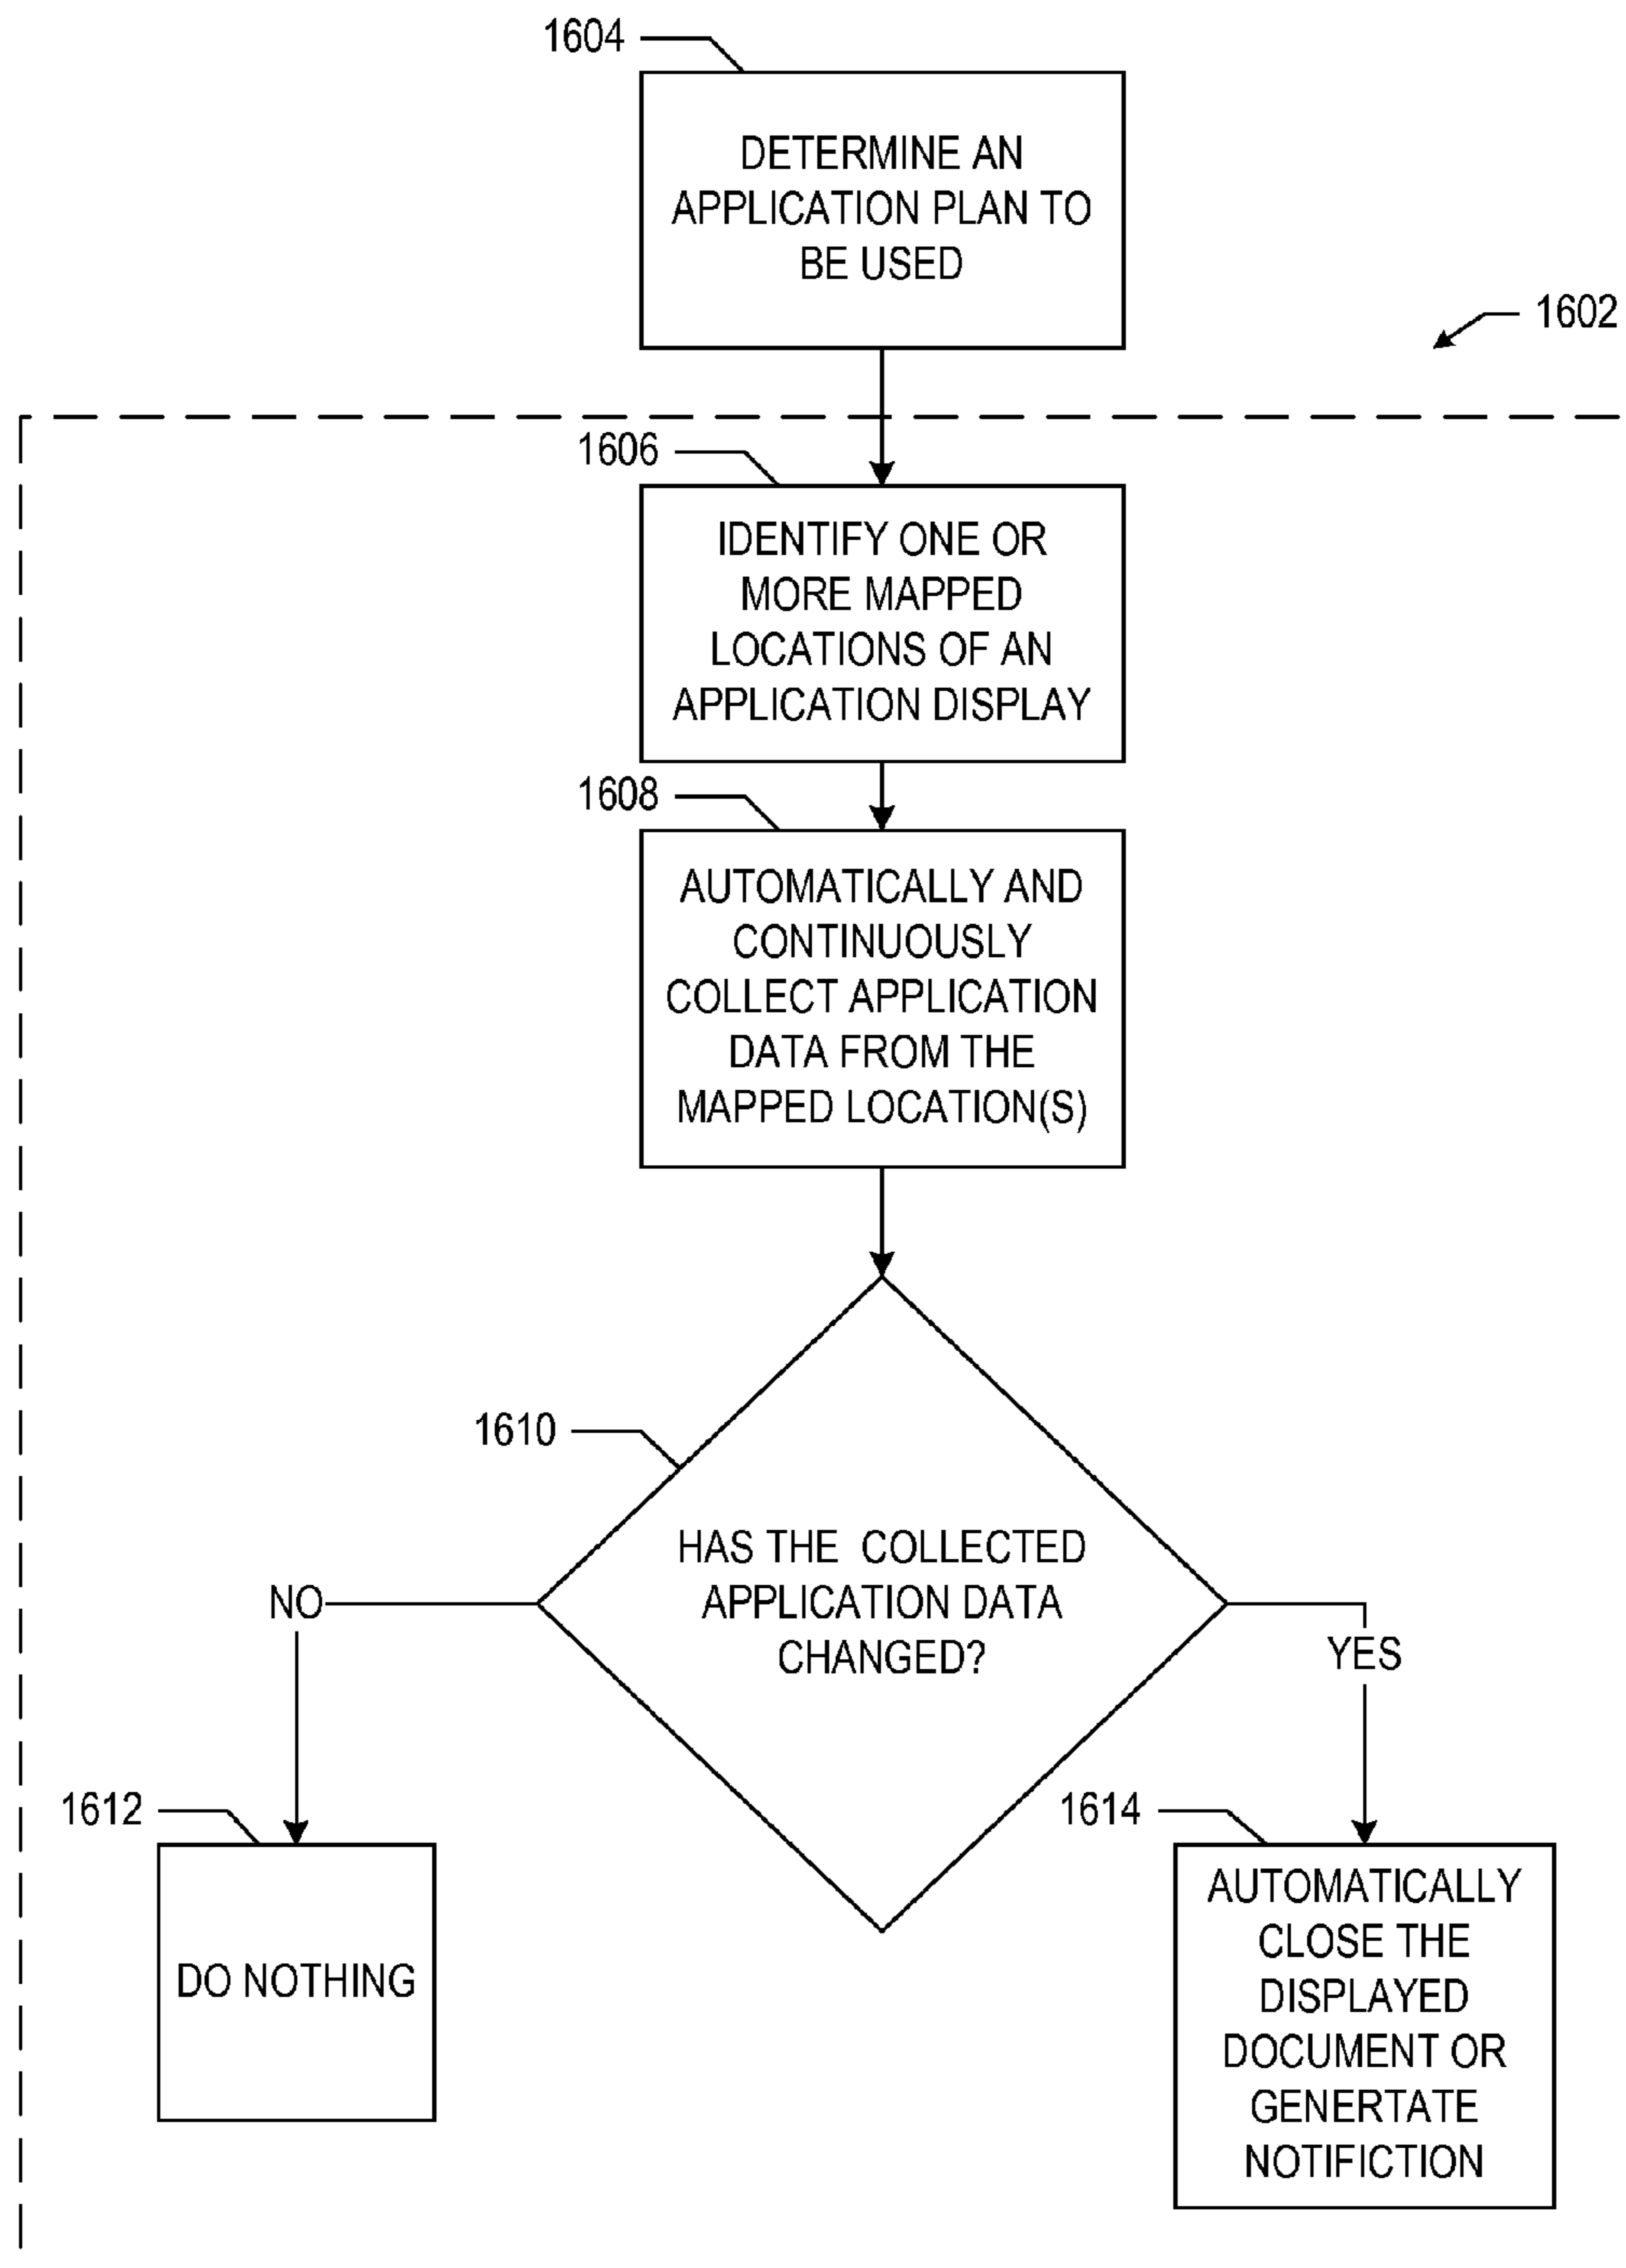 1604
DETERMINE AN
APPLICATION PLAN TO
BE USED
1602
1606
IDENTIFY ONE OR
MORE MAPPED
LOCATIONS OF AN
APPLICATION DISPLAY
1608
AUTOMATICALLY AND
CONTINUOUSLY
COLLECT APPLICATION
DATA FROM THE
MAPPED LOCATION(S)
1610
HAS THE COLLECTED
APPLICATION DATA
CHANGED?
NO
YES
1612
DO NOTHING
1614
AUTOMATICALLY
CLOSE THE
DISPLAYED
DOCUMENT OR
GENERTATE
NOTIFICTION